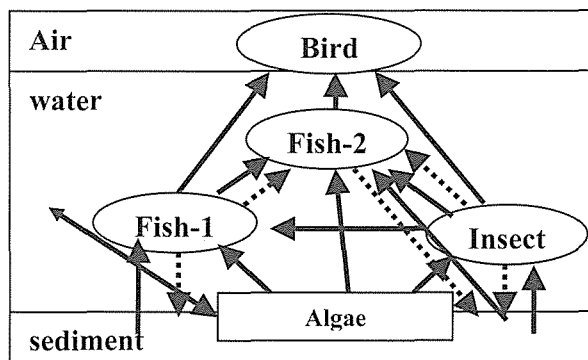 Air
Bird
water
Fish-2
Fish-1
Insect
Algae
sediment